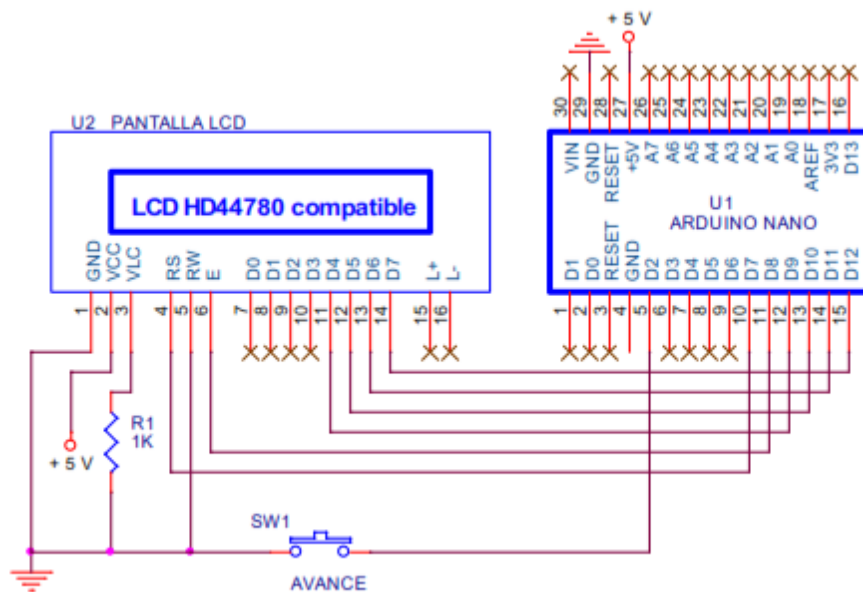 + 5 V
30 29 28 27 26 25 24 23 22 21 20 19 18 17 16
VIN GND RESET +5V A7 A6 A5 A4 A3 A2 A1 A0 AREF 3V3 D13
U1
ARDUINO NANO
D1 D0 RESET GND D2 D3 D4 D5 D6 D7 D8 D9 D10 D11 D12
1 2 3 4 5 6 7 8 9 10 11 12 13 14 15
U2 PANTALLA LCD
LCD HD44780 compatible
GND VCC VLC RS RW E D0 D1 D2 D3 D4 D5 D6 D7 L+ L-
1 2 3 4 5 6 7 8 9 10 11 12 13 14 15 16
R1
1K
+ 5 V
SW1
AVANCE